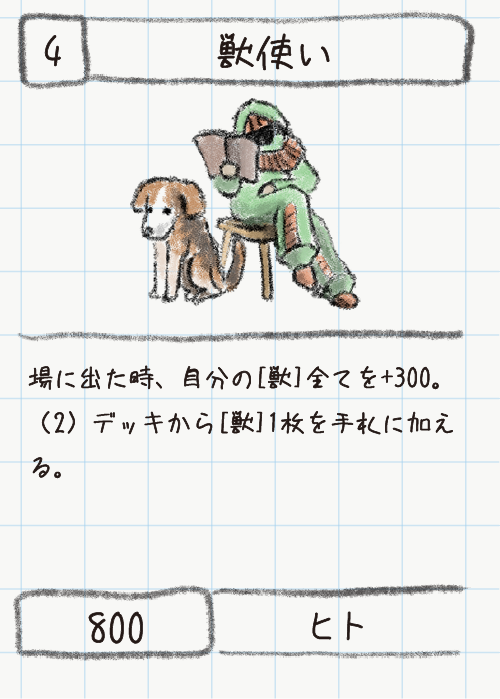 4
獣使い
場に出た時、自分の[獣]全てを+300。
（2）デッキから[獣]1枚を手札に加え
る。
800
ヒト